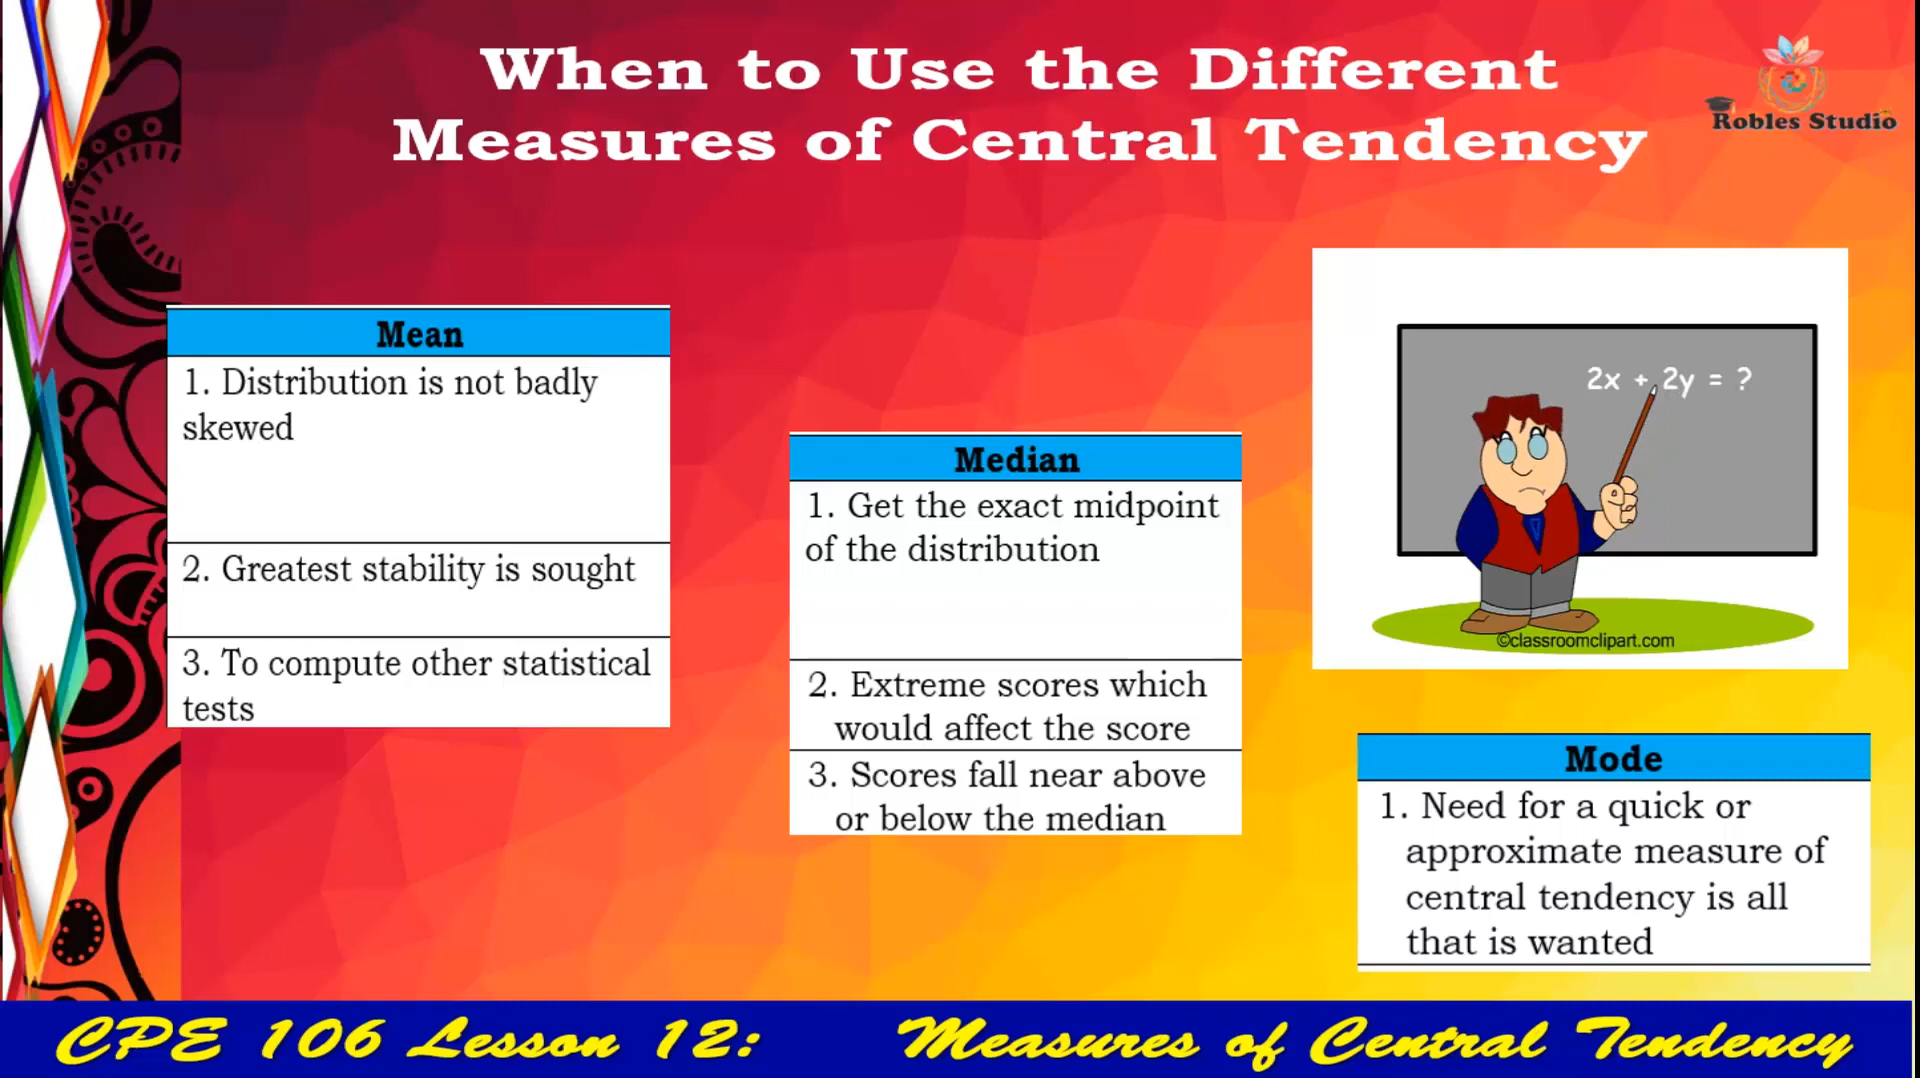 When to Use the Different
Measures of Central Tendency
Robles Studio
Mean
1. Distribution is not badly
skewed
2. Greatest stability is sought
3. To compute other statistical
tests
Median
1. Get the exact midpoint
of the distribution
2. Extreme scores which
would affect the score
3. Scores fall near above
or below the median
2x + 2y = ?
©classroomclipart.com
Mode
1. Need for a quick or
approximate measure of
central tendency is all
that is wanted
CPE 106 Lesson 12: Measures of Central Tendency